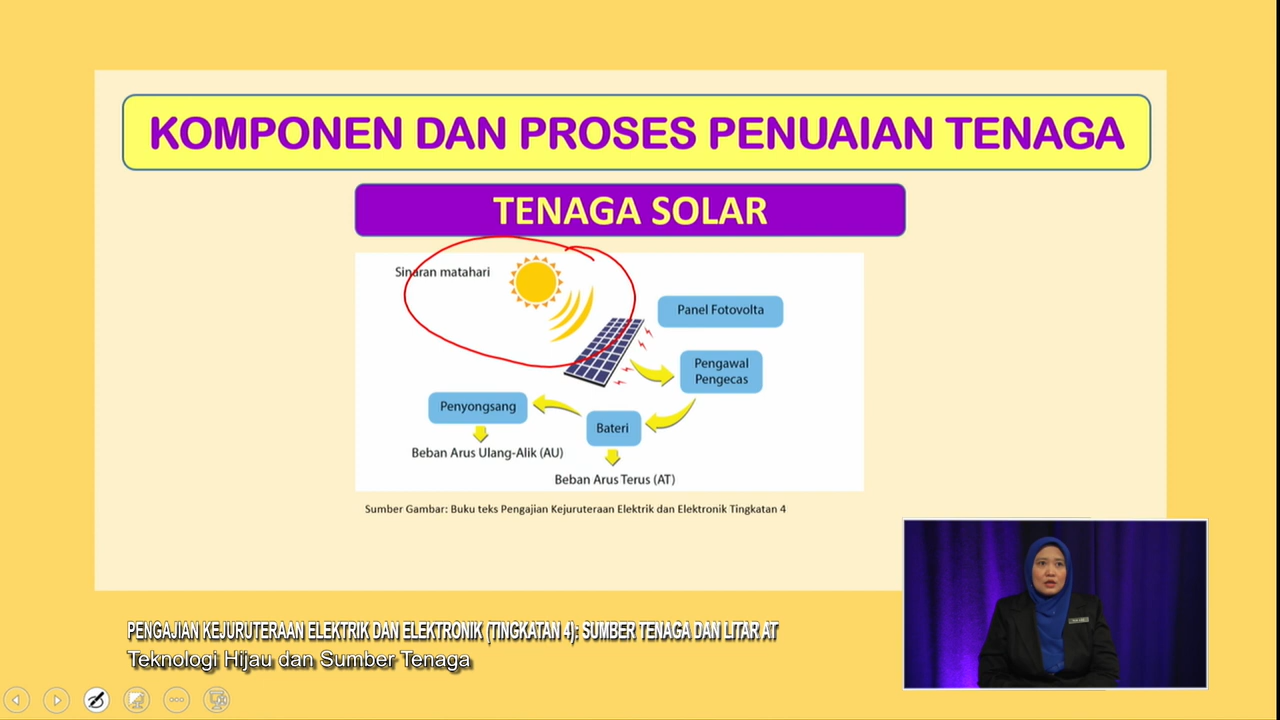 KOMPONEN DAN PROSES PENUAIAN TENAGA
TENAGA SOLAR
Sinaran matahari
Panel Fotovolta
Pengawal
Pengecas
Penyongsang
Bateri
Beban Arus Ulang-Alik (AU)
Beban Arus Terus (AT)
Sumber Gambar: Buku teks Pengajian Kejuruteraan Elektrik dan Elektronik Tingkatan 4
PENGAJIAN KEJURUTERAAN ELEKTRIK DAN ELEKTRONIK (TINGKATAN 4): SUMBER TENAGA DAN LITAR AT
Teknologi Hijau dan Sumber Tenaga